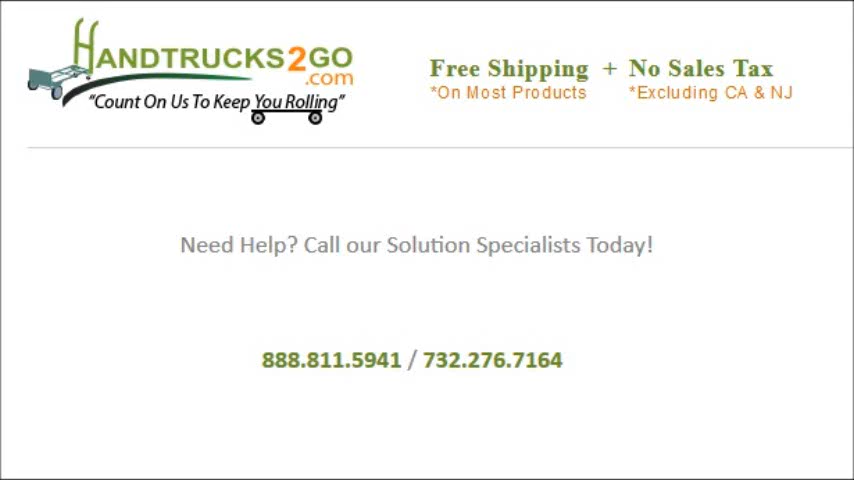 HANDTRUCKS2GO
.com
"Count On Us To Keep You Rolling"
Free Shipping + No Sales Tax
*On Most Products *Excluding CA & NJ
Need Help? Call our Solution Specialists Today!
888.811.5941 / 732.276.7164